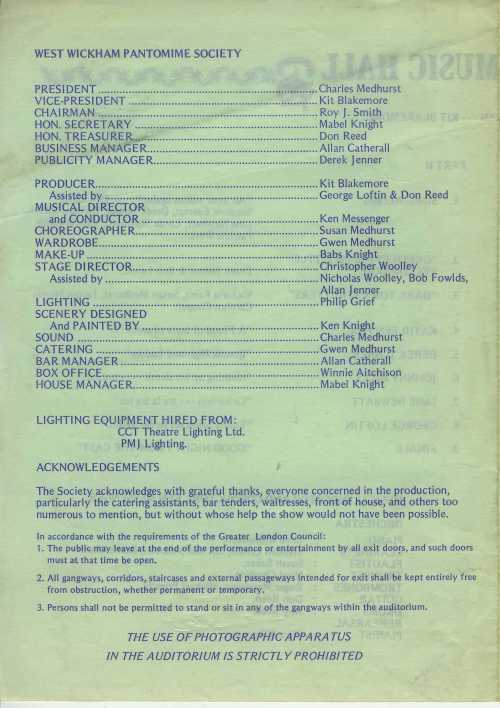 WEST WICKHAM PANTOMIME SOCIETY
PRESIDENT ........ Charles Medhurst
VICE-PRESIDENT ........ Kit Blakemore
CHAIRMAN ........ Roy J. Smith
HON. SECRETARY ........ Mabel Knight
HON. TREASURER ........ Don Reed
BUSINESS MANAGER ........ Allan Catherall
PUBLICITY MANAGER ........ Derek Jenner
PRODUCER ........ Kit Blakemore
Assisted by ........ George Loftin & Don Reed
MUSICAL DIRECTOR
and CONDUCTOR ........ Ken Messenger
CHOREOGRAPHER ........ Susan Medhurst
WARDROBE ........ Gwen Medhurst
MAKE-UP ........ Babs Knight
STAGE DIRECTOR ........ Christopher Woolley
Assisted by ........ Nicholas Woolley, Bob Fowlds,
Allan Jenner
LIGHTING ........ Philip Grief
SCENERY DESIGNED
And PAINTED BY ........ Ken Knight
SOUND ........ Charles Medhurst
CATERING ........ Gwen Medhurst
BAR MANAGER ........ Allan Catherall
BOX OFFICE ........ Winnie Aitchison
HOUSE MANAGER ........ Mabel Knight
LIGHTING EQUIPMENT HIRED FROM:
CCT Theatre Lighting Ltd.
PMJ Lighting.
ACKNOWLEDGEMENTS
The Society acknowledges with grateful thanks, everyone concerned in the production,
particularly the catering assistants, bar tenders, waitresses, front of house, and others too
numerous to mention, but without whose help the show would not have been possible.
In accordance with the requirements of the Greater London Council:
1. The public may leave at the end of the performance or entertainment by all exit doors, and such doors
must at that time be open.
2. All gangways, corridors, staircases and external passageways intended for exit shall be kept entirely free
from obstruction, whether permanent or temporary.
3. Persons shall not be permitted to stand or sit in any of the gangways within the auditorium.
THE USE OF PHOTOGRAPHIC APPARATUS
IN THE AUDITORIUM IS STRICTLY PROHIBITED